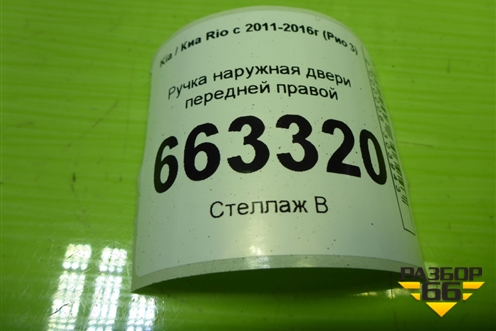 Kia / Киа Rio с 2011-2016г (Рио 3)
Ручка наружная двери
передней правой
663320
Стеллаж В
РАЗБОР
66